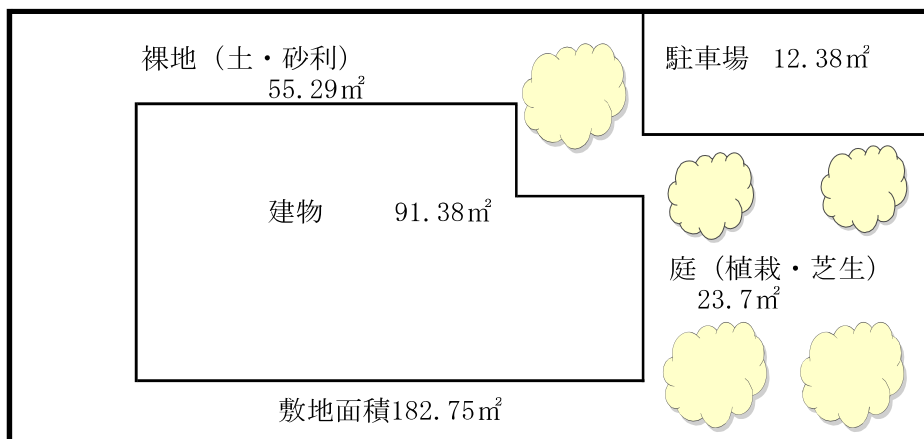 裸地（土・砂利）
55.29㎡
駐車場　12.38㎡
建物　　91.38㎡
庭（植栽・芝生）
23.7㎡
敷地面積182.75㎡